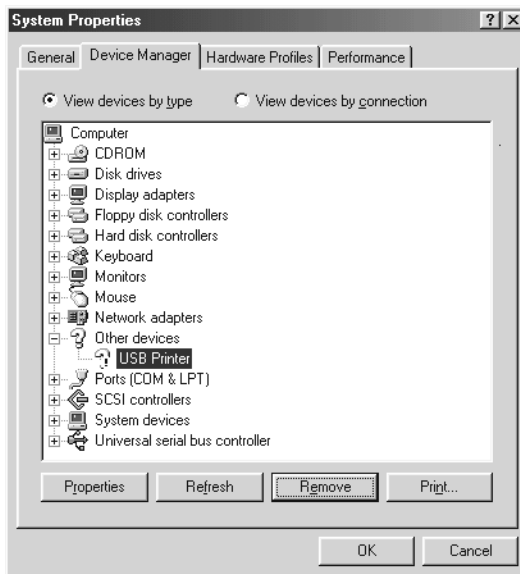 System Properties
General Device Manager Hardware Profiles Performance
View devices by type View devices by connection
Computer
CDROM
Disk drives
Display adapters
Floppy disk controllers
Hard disk controllers
Keyboard
Monitors
Mouse
Network adapters
Other devices
USB Printer
Ports (COM & LPT)
SCSI controllers
System devices
Universal serial bus controller
Properties Refresh Remove Print...
OK Cancel